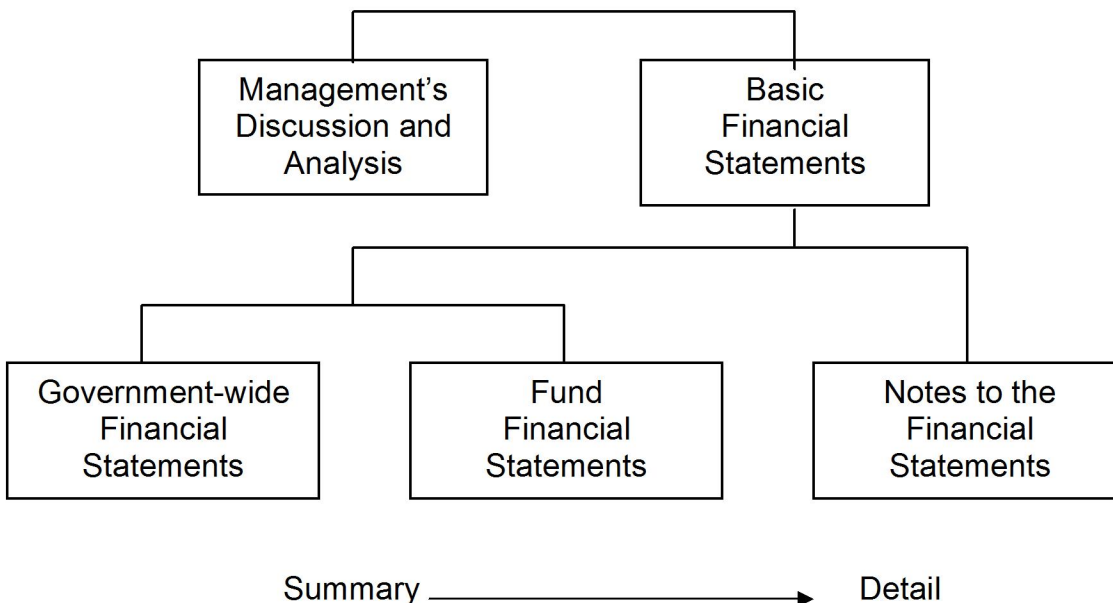 Management’s
Discussion and
Analysis
Basic
Financial
Statements
Government-wide
Financial
Statements
Fund
Financial
Statements
Notes to the
Financial
Statements
Summary
Detail